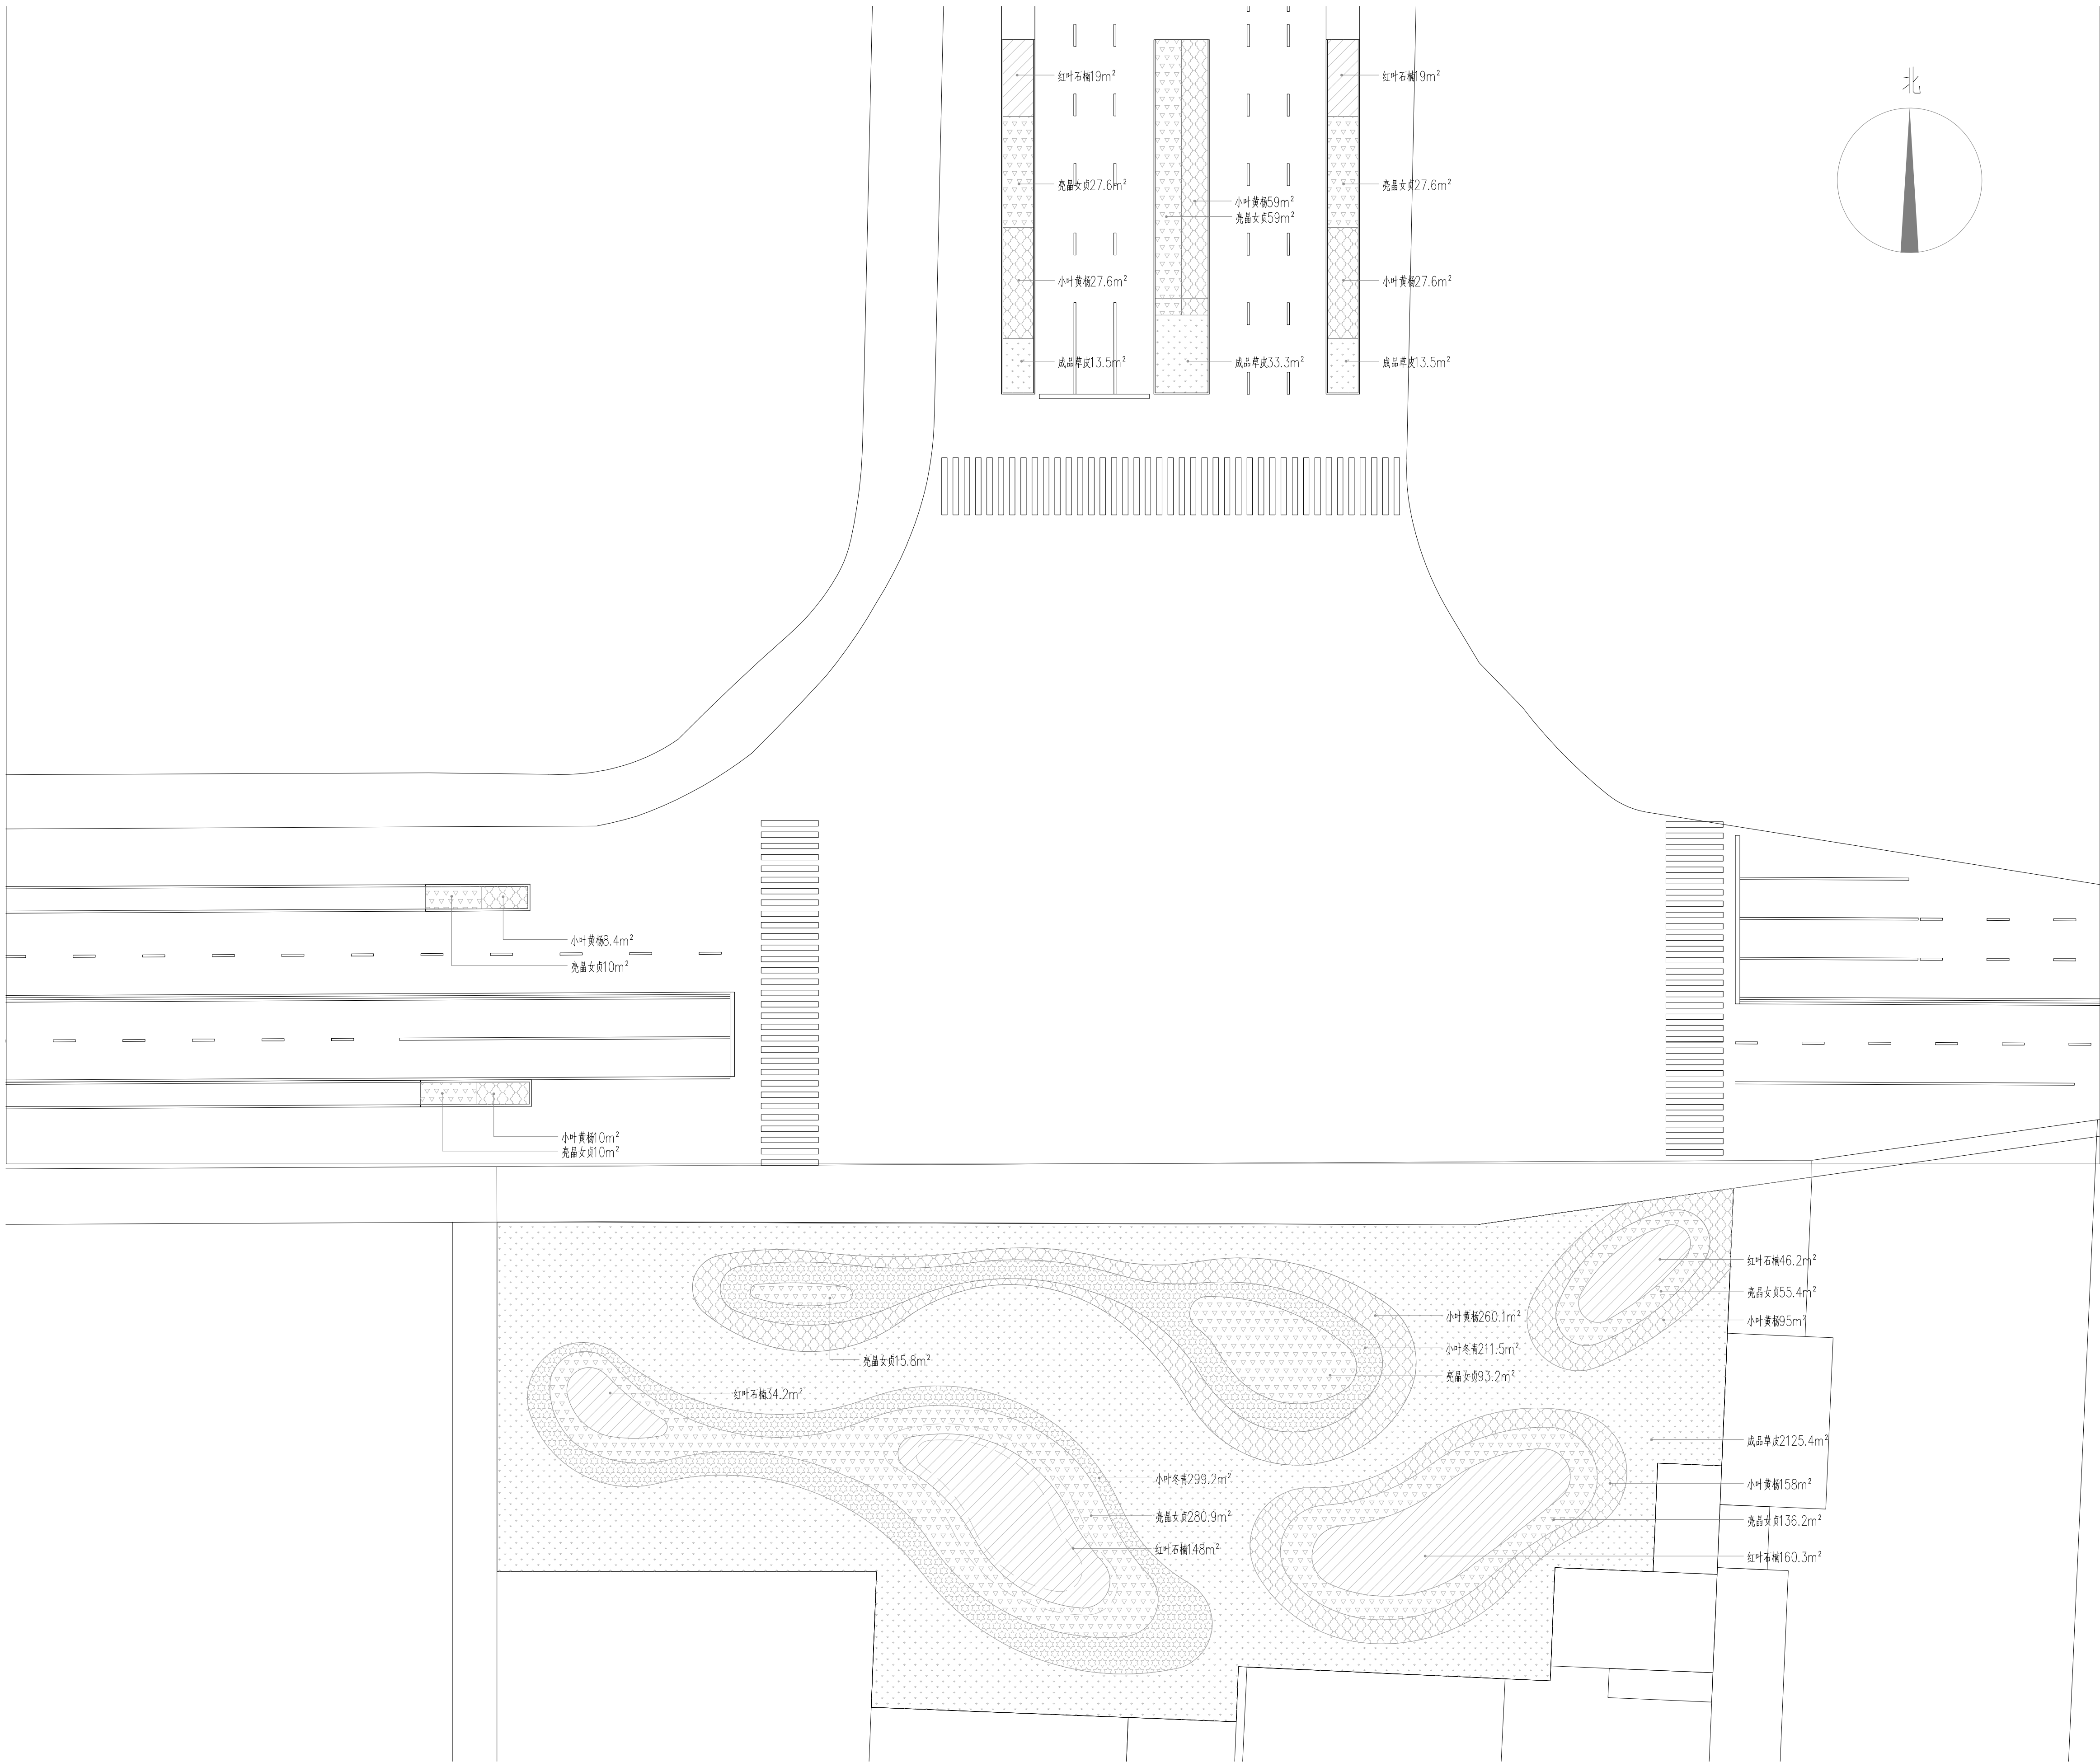 北
红叶石楠19m²
红叶石楠19m²
亮晶女贞27.6m²
亮晶女贞27.6m²
小叶黄杨59m²
亮晶女贞59m²
小叶黄杨27.6m²
小叶黄杨27.6m²
成品草皮13.5m²
成品草皮33.3m²
成品草皮13.5m²
小叶黄杨8.4m²
亮晶女贞10m²
小叶黄杨10m²
亮晶女贞10m²
红叶石楠46.2m²
亮晶女贞55.4m²
小叶黄杨95m²
小叶黄杨260.1m²
小叶冬青211.5m²
亮晶女贞93.2m²
亮晶女贞15.8m²
红叶石楠34.2m²
成品草皮2125.4m²
小叶冬青299.2m²
小叶黄杨158m²
亮晶女贞280.9m²
亮晶女贞136.2m²
红叶石楠148m²
红叶石楠160.3m²